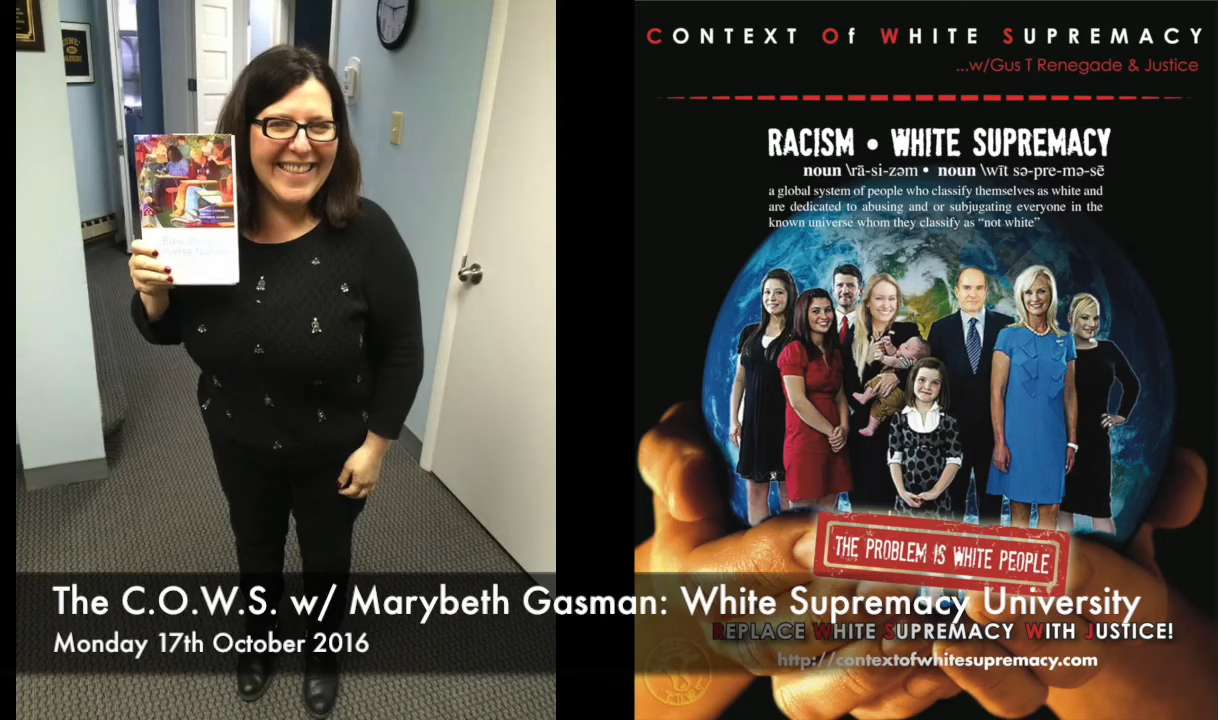 CONTEXT Of WHITE SUPREMACY
...w/Gus T Renegade & Justice
RACISM • WHITE SUPREMACY
noun \rā-si-zəm • noun \wīt sə-pre-mə-sē
a global system of people who classify themselves as white and
are dedicated to abusing and or subjugating everyone in the
known universe whom they classify as “not white”
THE PROBLEM IS WHITE PEOPLE
The C.O.W.S. w/ Marybeth Gasman: White Supremacy University
Monday 17th October 2016
REPLACE WHITE SUPREMACY WITH JUSTICE!
http://contextofwhitesupremacy.com